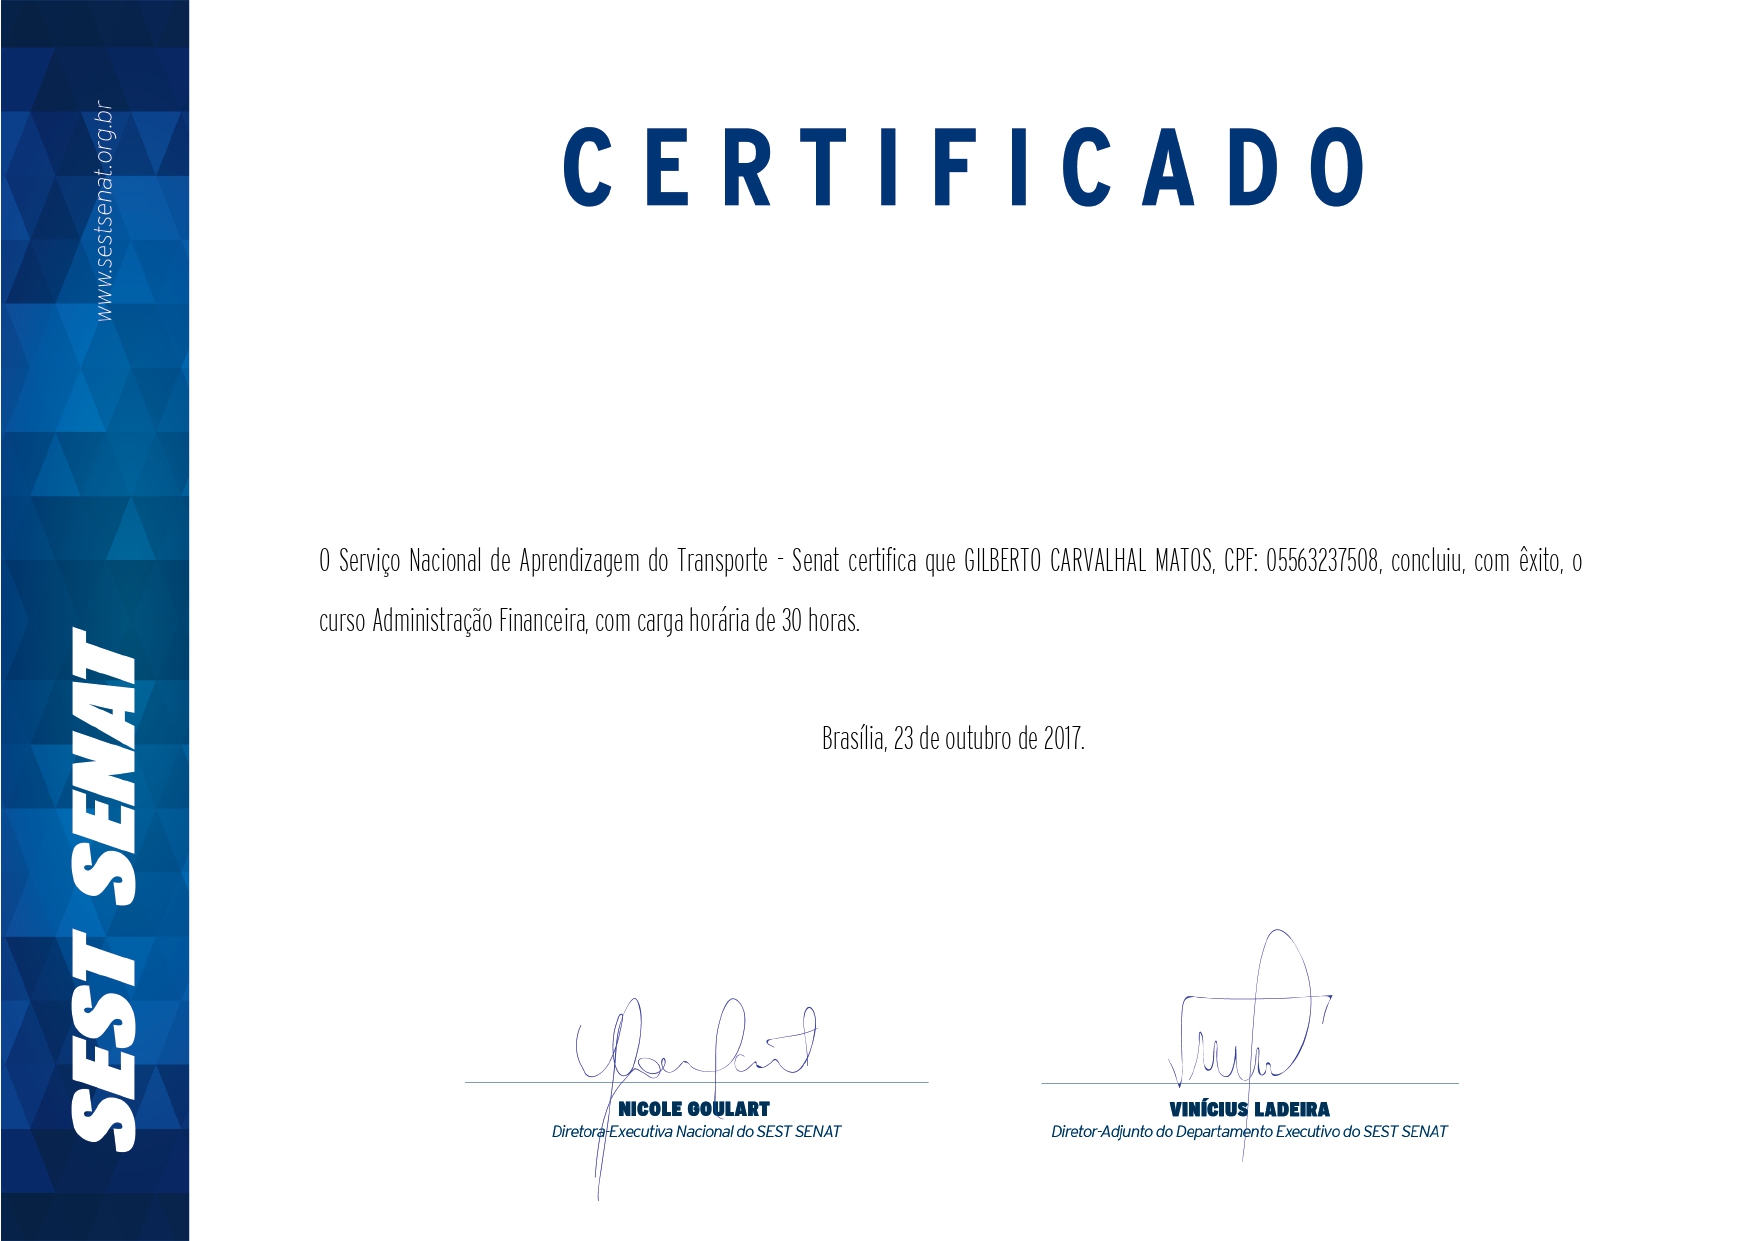 www.sestsenat.org.br
SEST SENAT
CERTIFICADO
O Serviço Nacional de Aprendizagem do Transporte - Senat certifica que GILBERTO CARVALHAL MATOS, CPF: 05563237508, concluiu, com êxito, o
curso Administração Financeira, com carga horária de 30 horas.
Brasília, 23 de outubro de 2017.
NICOLE GOULART
Diretora-Executiva Nacional do SEST SENAT
VINÍCIUS LADEIRA
Diretor-Adjunto do Departamento Executivo do SEST SENAT